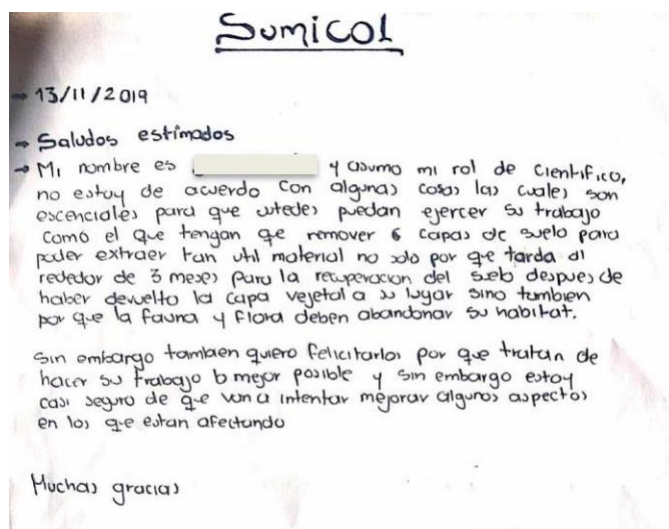 Sumicol
→ 13/11/2019
→ Saludos estimados
→ Mi nombre es y asumo mi rol de cientifico,
no estoy de acuerdo con algunas cosas las cuales son
escenciales para que ustedes puedan ejercer su trabajo
como el que tengan qe remover 6 capas de suelo para
poder extraer tan util material no solo por qe tarda al
rededor de 3 meses para la recuperacion del suelo despues de
haber devuelto la capa vejetal a su lugar sino tambien
por que la fauna y flora deben abandonar su habitat.
Sin embargo tambien quiero felicitarlos por que tratan de
hacer su trabajo lo mejor posible y sin embargo estoy
casi seguro de que van a intentar mejorar algunos aspectos
en los qe estan afectando
Muchas gracias